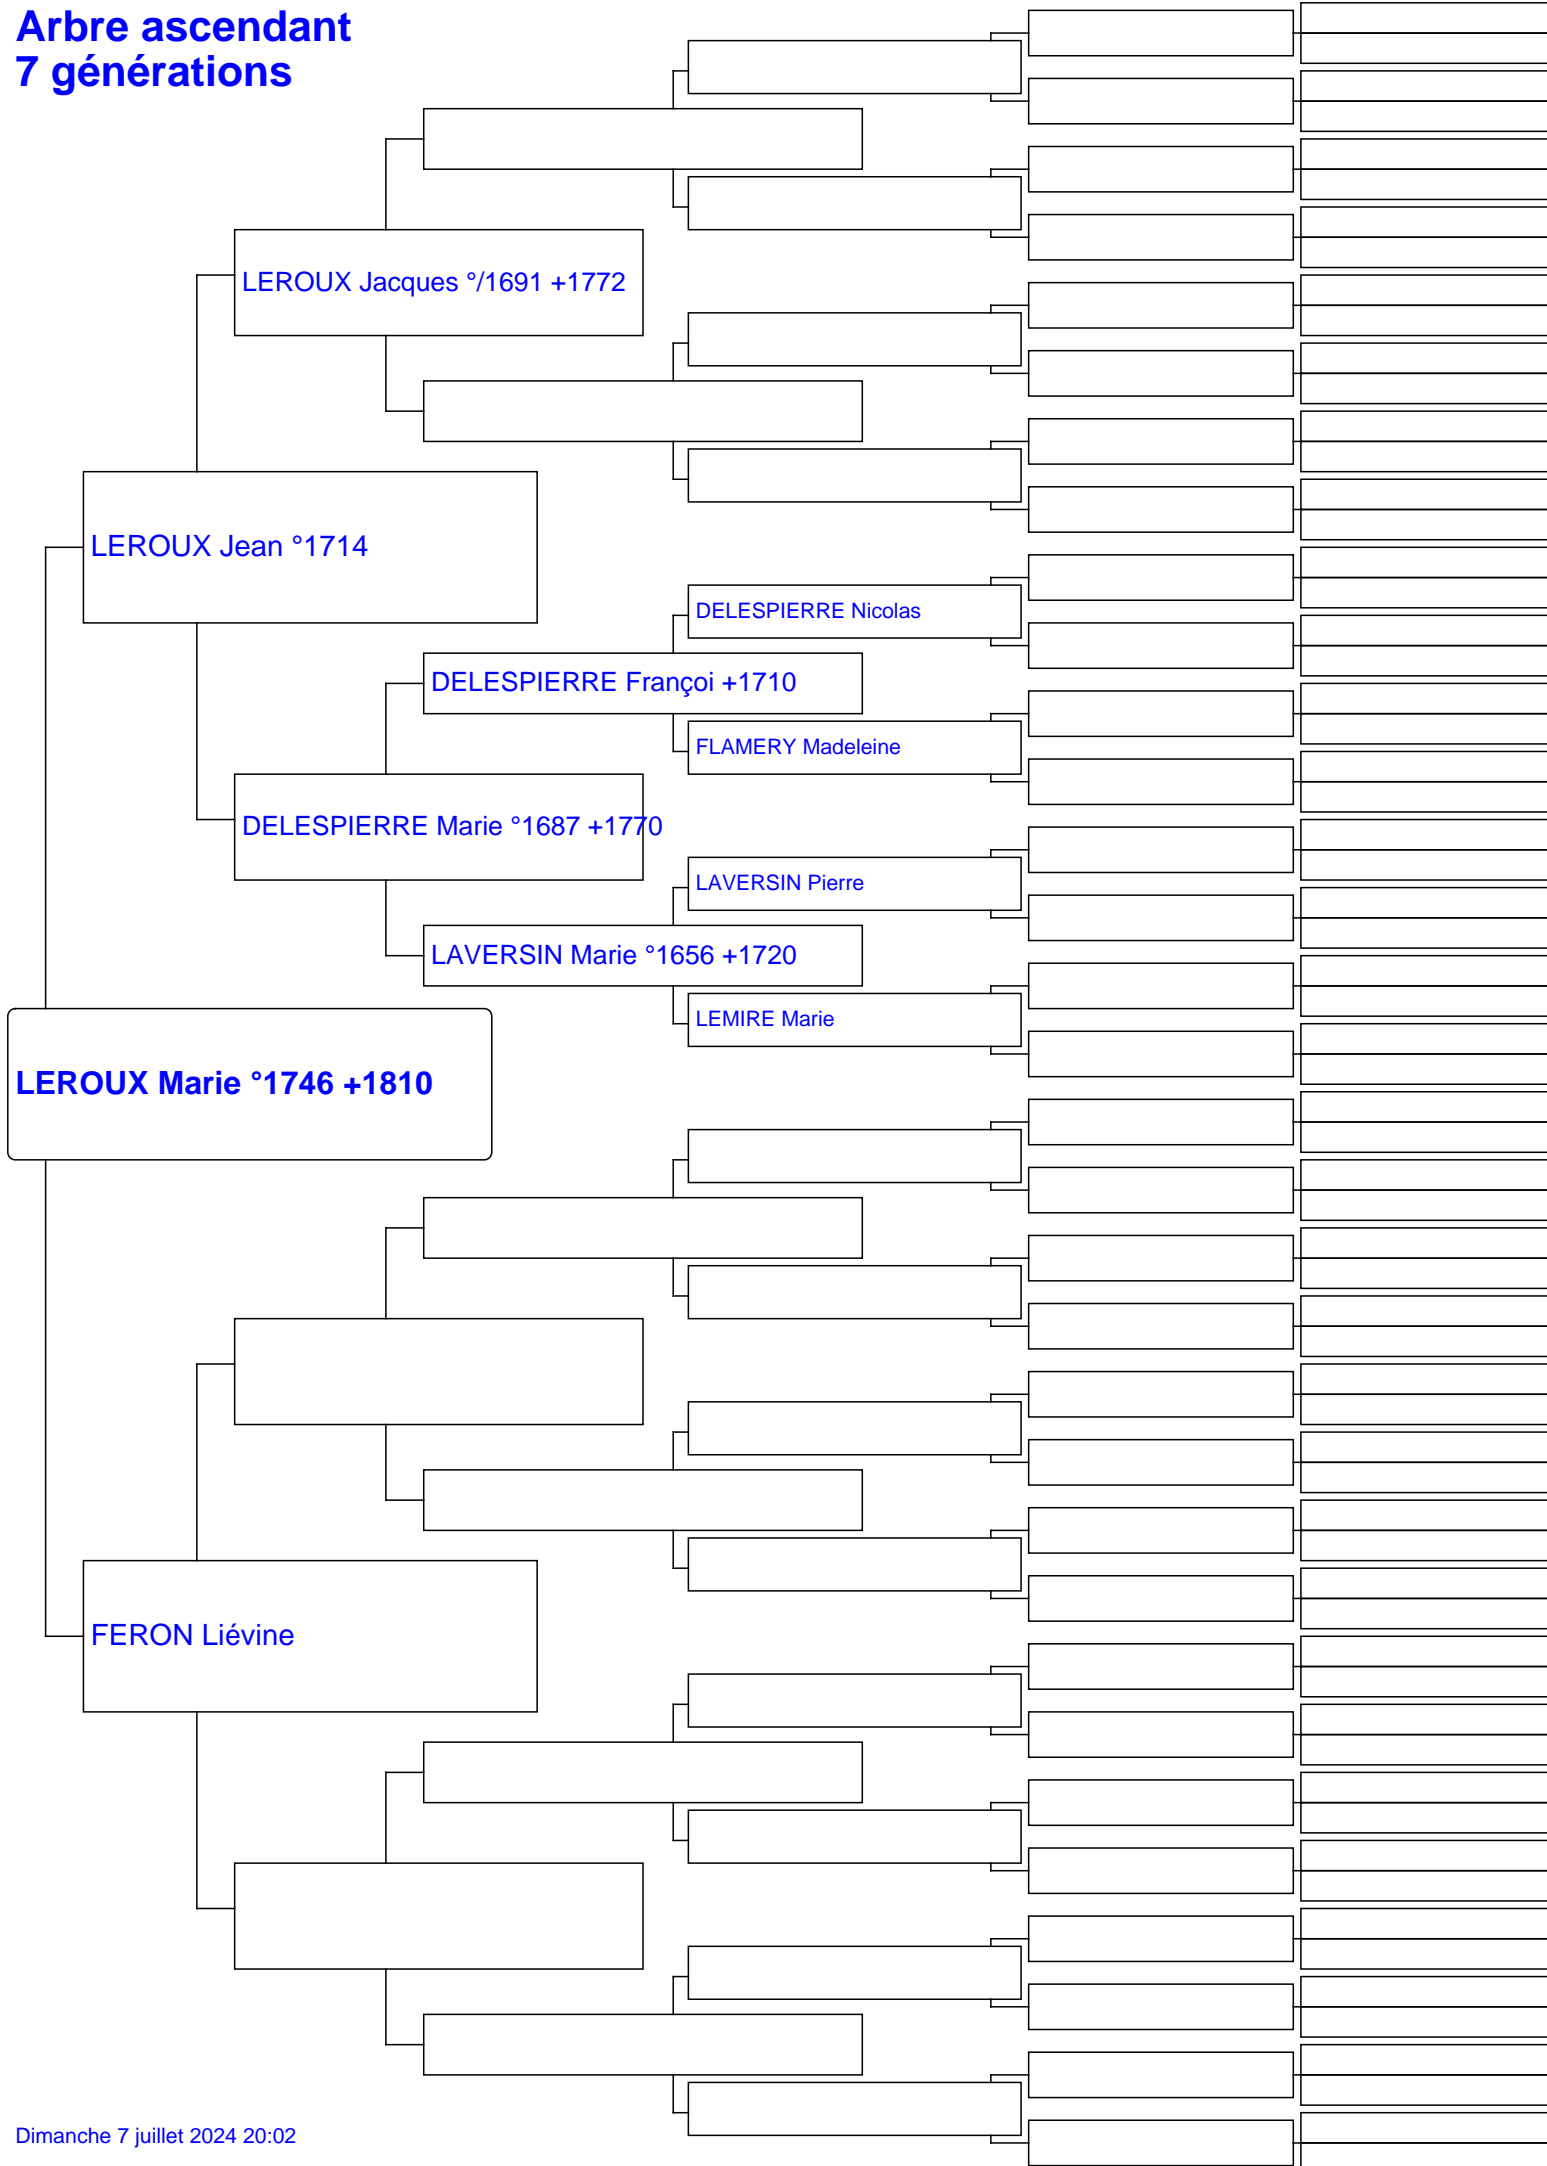 Arbre ascendant
7 générations
LEROUX Jacques °/1691 +1772
LEROUX Jean °1714
DELESPIERRE Nicolas
DELESPIERRE Françoi +1710
FLAMERY Madeleine
DELESPIERRE Marie °1687 +1770
LAVERSIN Pierre
LAVERSIN Marie °1656 +1720
LEMIRE Marie
LEROUX Marie °1746 +1810
FERON Liévine
Dimanche 7 juillet 2024 20:02